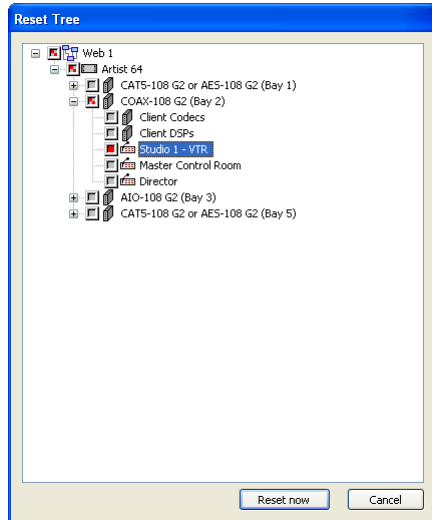 Reset Tree
Web 1
Artist 64
CAT5-108 G2 or AES-108 G2 (Bay 1)
COAX-108 G2 (Bay 2)
Client Codecs
Client DSPs
Studio 1 - VTR
Master Control Room
Director
AIO-108 G2 (Bay 3)
CAT5-108 G2 or AES-108 G2 (Bay 5)
Reset now Cancel